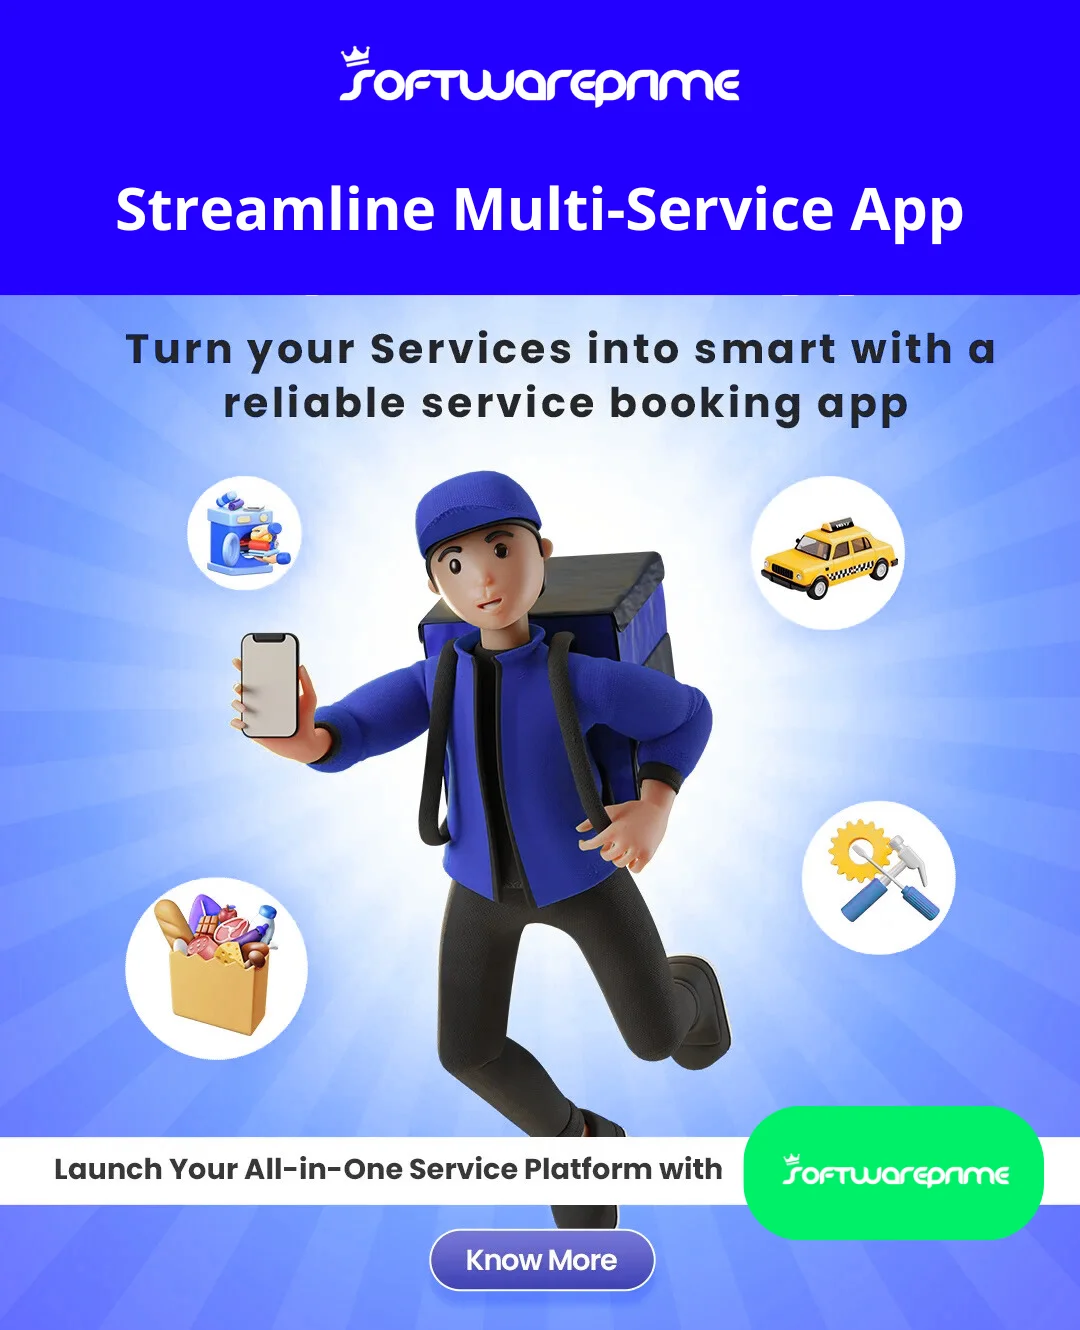 Softwareprime
Streamline Multi-Service App
Turn your Services into smart with a
reliable service booking app
Launch Your All-in-One Service Platform with
Softwareprime
Know More